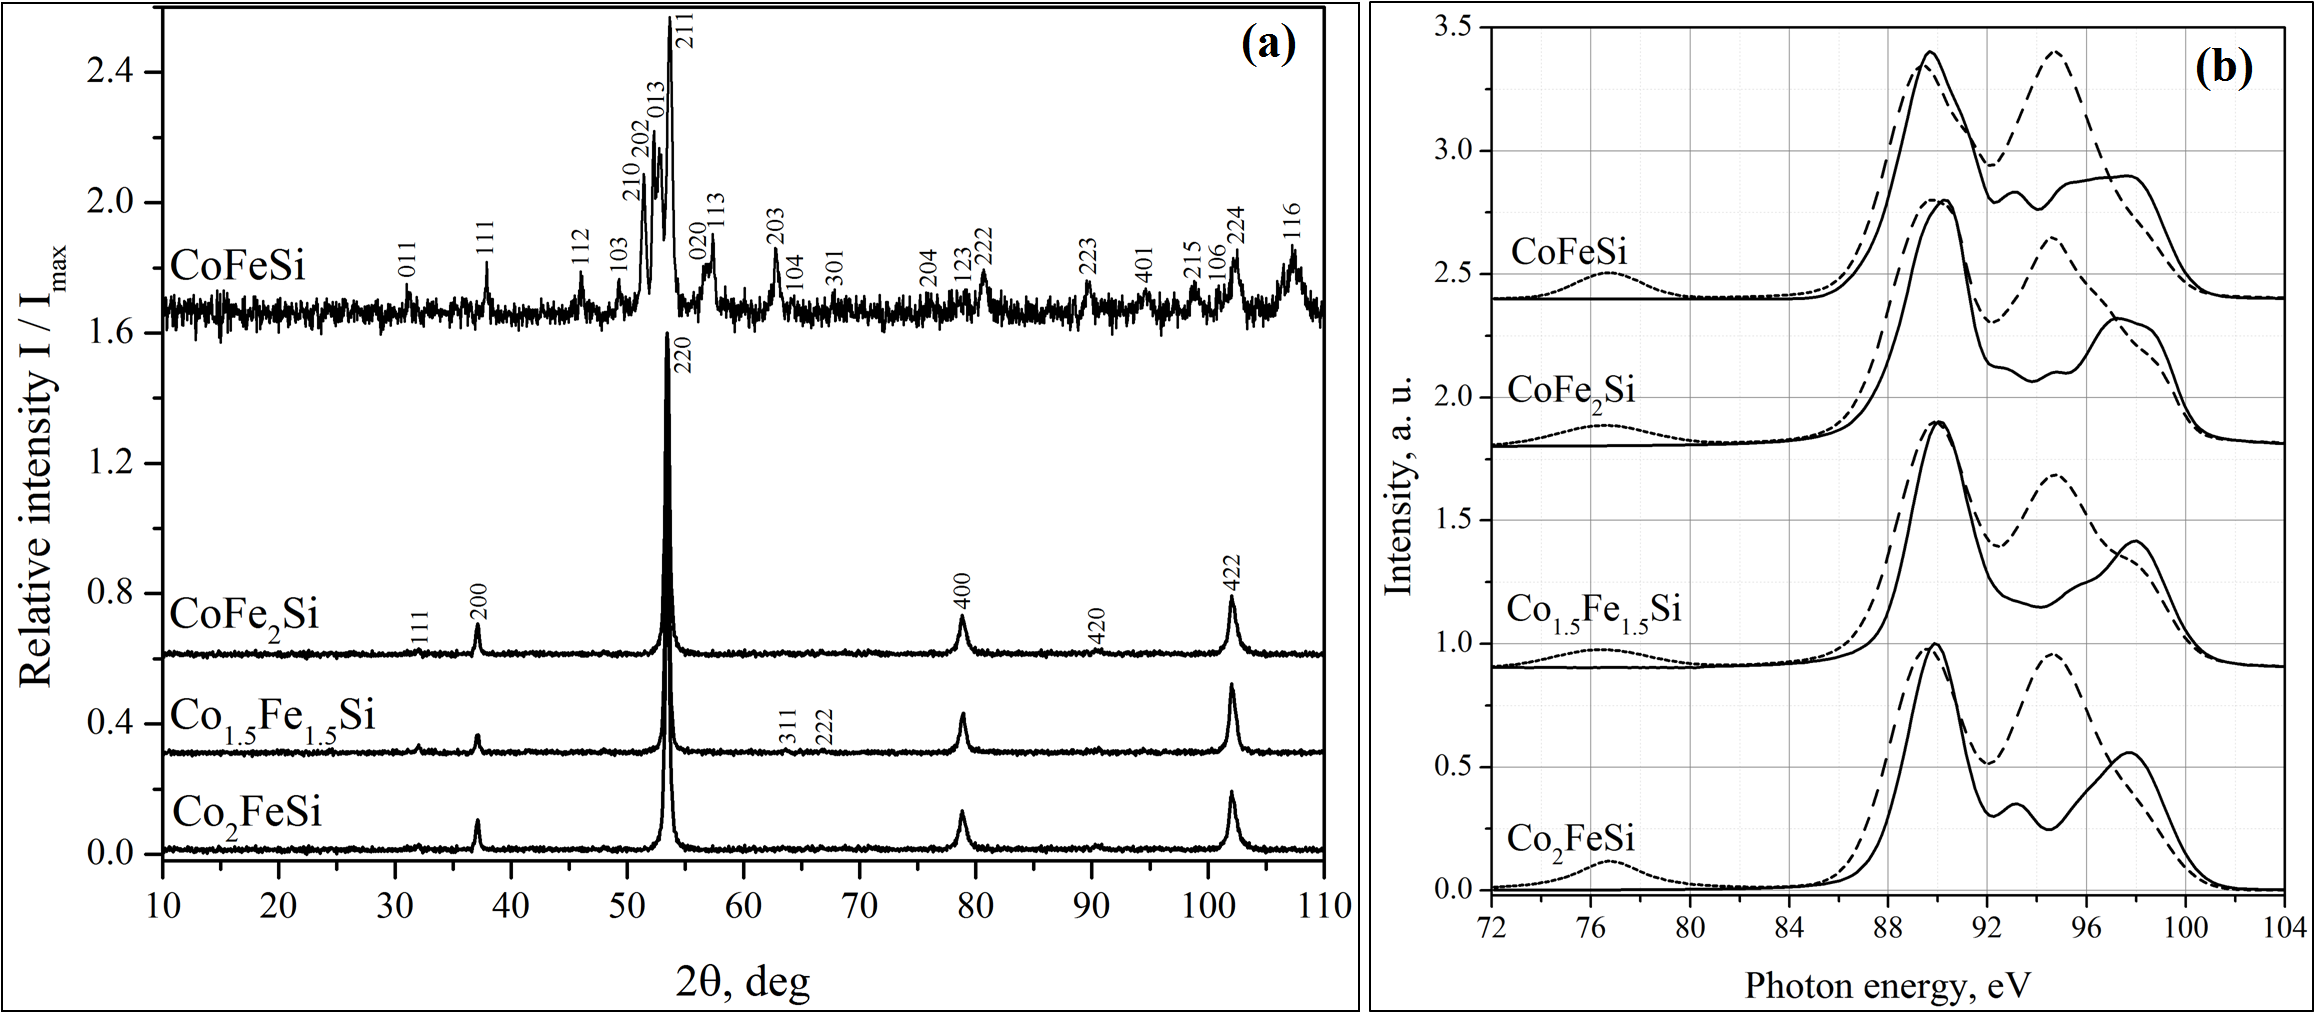 (a)
Relative intensity I / I_max
2.4
2.0
1.6
1.2
0.8
0.4
0.0
CoFeSi
011
111
112
103
210
202
013
211
020
113
203
104
301
204
123
222
223
401
215
106
224
116
CoFe₂Si
111
200
220
400
420
422
Co₁.₅Fe₁.₅Si
311
222
Co₂FeSi
10 20 30 40 50 60 70 80 90 100 110
2θ, deg
(b)
Intensity, a. u.
3.5
3.0
2.5
2.0
1.5
1.0
0.5
0.0
CoFeSi
CoFe₂Si
Co₁.₅Fe₁.₅Si
Co₂FeSi
72 76 80 84 88 92 96 100 104
Photon energy, eV